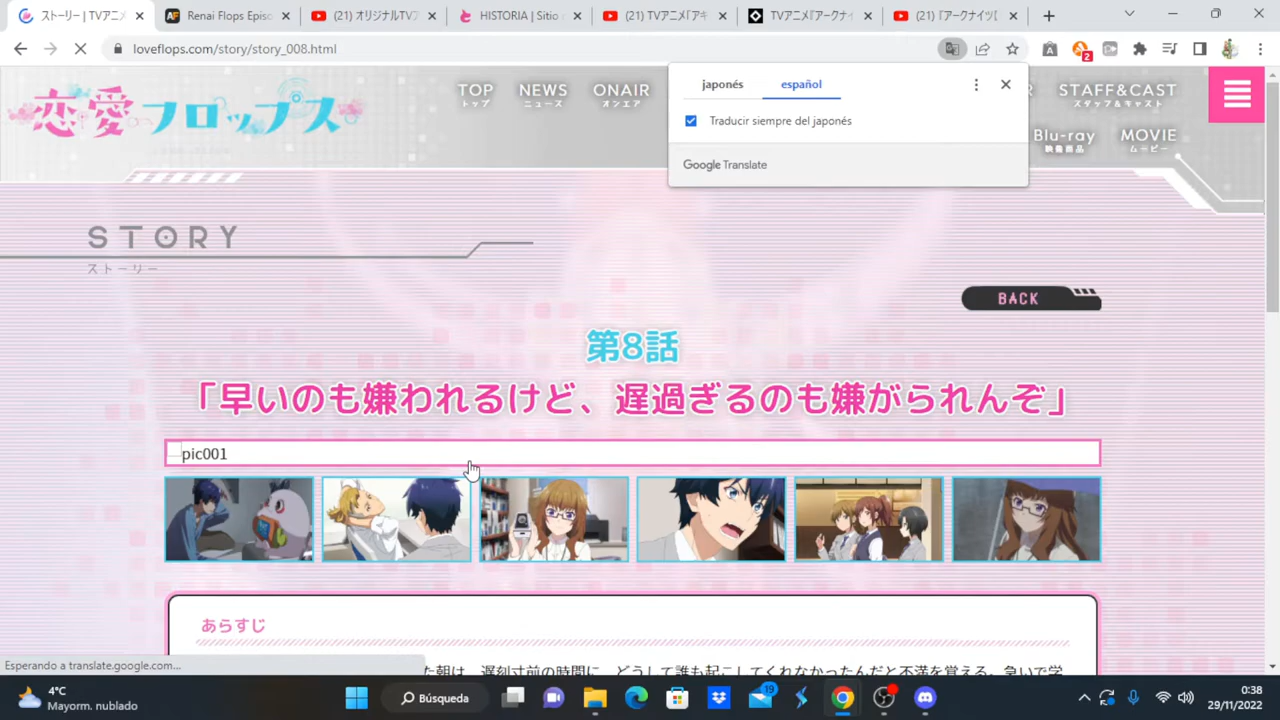 ストーリー | TVアニメ
Renai Flops Episo
(21) オリジナルTVア
HISTORIA | Sitio
(21) TVアニメ『アキ
TVアニメ『アークナイツ
(21) 『アークナイツ
loveflops.com/story/story_008.html
2
恋愛フロップス
TOP
トップ
NEWS
ニュース
ONAIR
オンエア
japonés
español
Traducir siempre del japonés
Google Translate
STAFF&CAST
スタッフ&キャスト
Blu-ray
映像商品
MOVIE
ムービー
STORY
ストーリー
BACK
第8話
「早いのも嫌われるけど、遅過ぎるのも嫌がられんぞ」
pic001
あらすじ
た朝は、遅刻寸前の時間に、どうして誰も起こしてくれなかったんだと不満を覚える。急いで学
Esperando a translate.google.com...
4°C
Mayorm. nublado
Búsqueda
19
0:38
29/11/2022